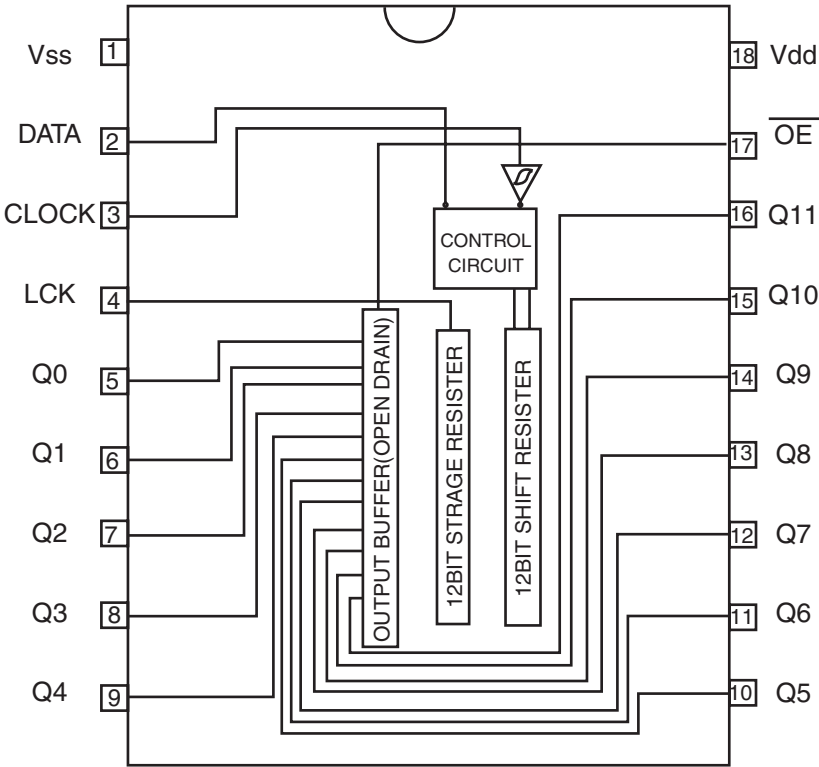 Vss 1
18 Vdd
DATA 2
17 OE
CLOCK 3
16 Q11
CONTROL
CIRCUIT
LCK 4
15 Q10
OUTPUT BUFFER(OPEN DRAIN)
12BIT STRAGE RESISTER
12BIT SHIFT RESISTER
Q0 5
14 Q9
Q1 6
13 Q8
Q2 7
12 Q7
Q3 8
11 Q6
Q4 9
10 Q5